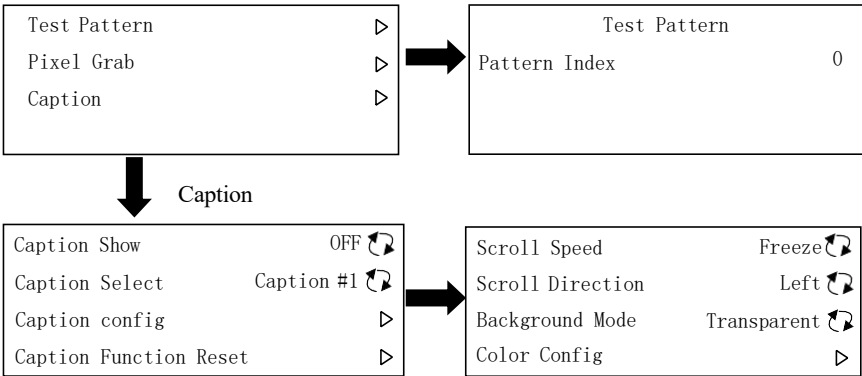 Test Pattern
Pixel Grab
Caption
Test Pattern
Pattern Index 0
Caption
Caption Show OFF
Caption Select Caption #1
Caption config
Caption Function Reset
Scroll Speed Freeze
Scroll Direction Left
Background Mode Transparent
Color Config